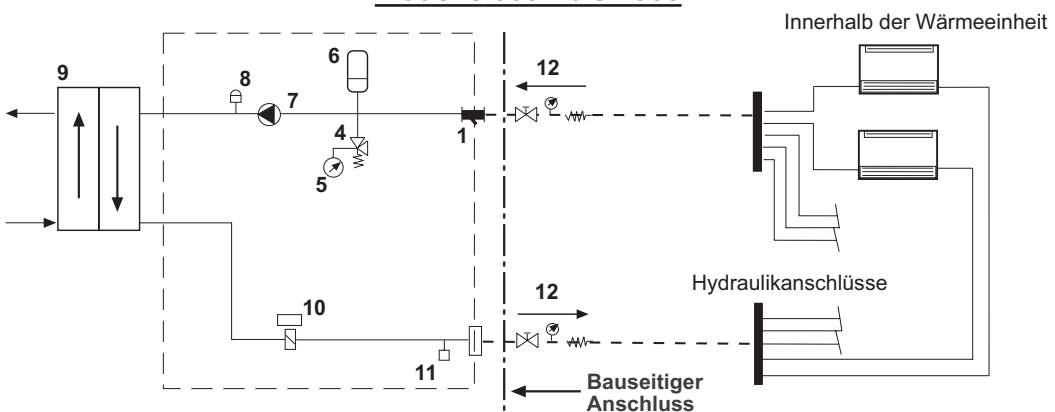 Innerhalb der Wärmeeinheit
6
12
9
8
7
4
1
5
Hydraulikanschlüsse
12
10
11
Bauseitiger
Anschluss